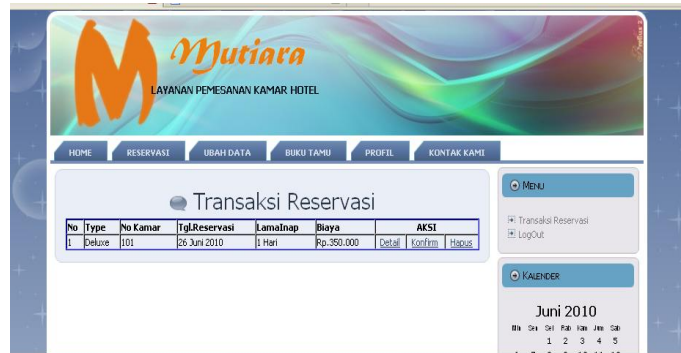 Mutiara
LAYANAN PEMESANAN KAMAR HOTEL
HOME RESERVASI UBAH DATA BUKU TAMU PROFIL KONTAK KAMI
Transaksi Reservasi
No Type No Kamar Tgl.Reservasi LamaInap Biaya AKSI
1 Deluxe 101 26 Juni 2010 1 Hari Rp.350.000 Detail Konfirm Hapus
MENU
Transaksi Reservasi
LogOut
KALENDER
Juni 2010
Min Sen Sel Rab Kam Jum Sab
1 2 3 4 5